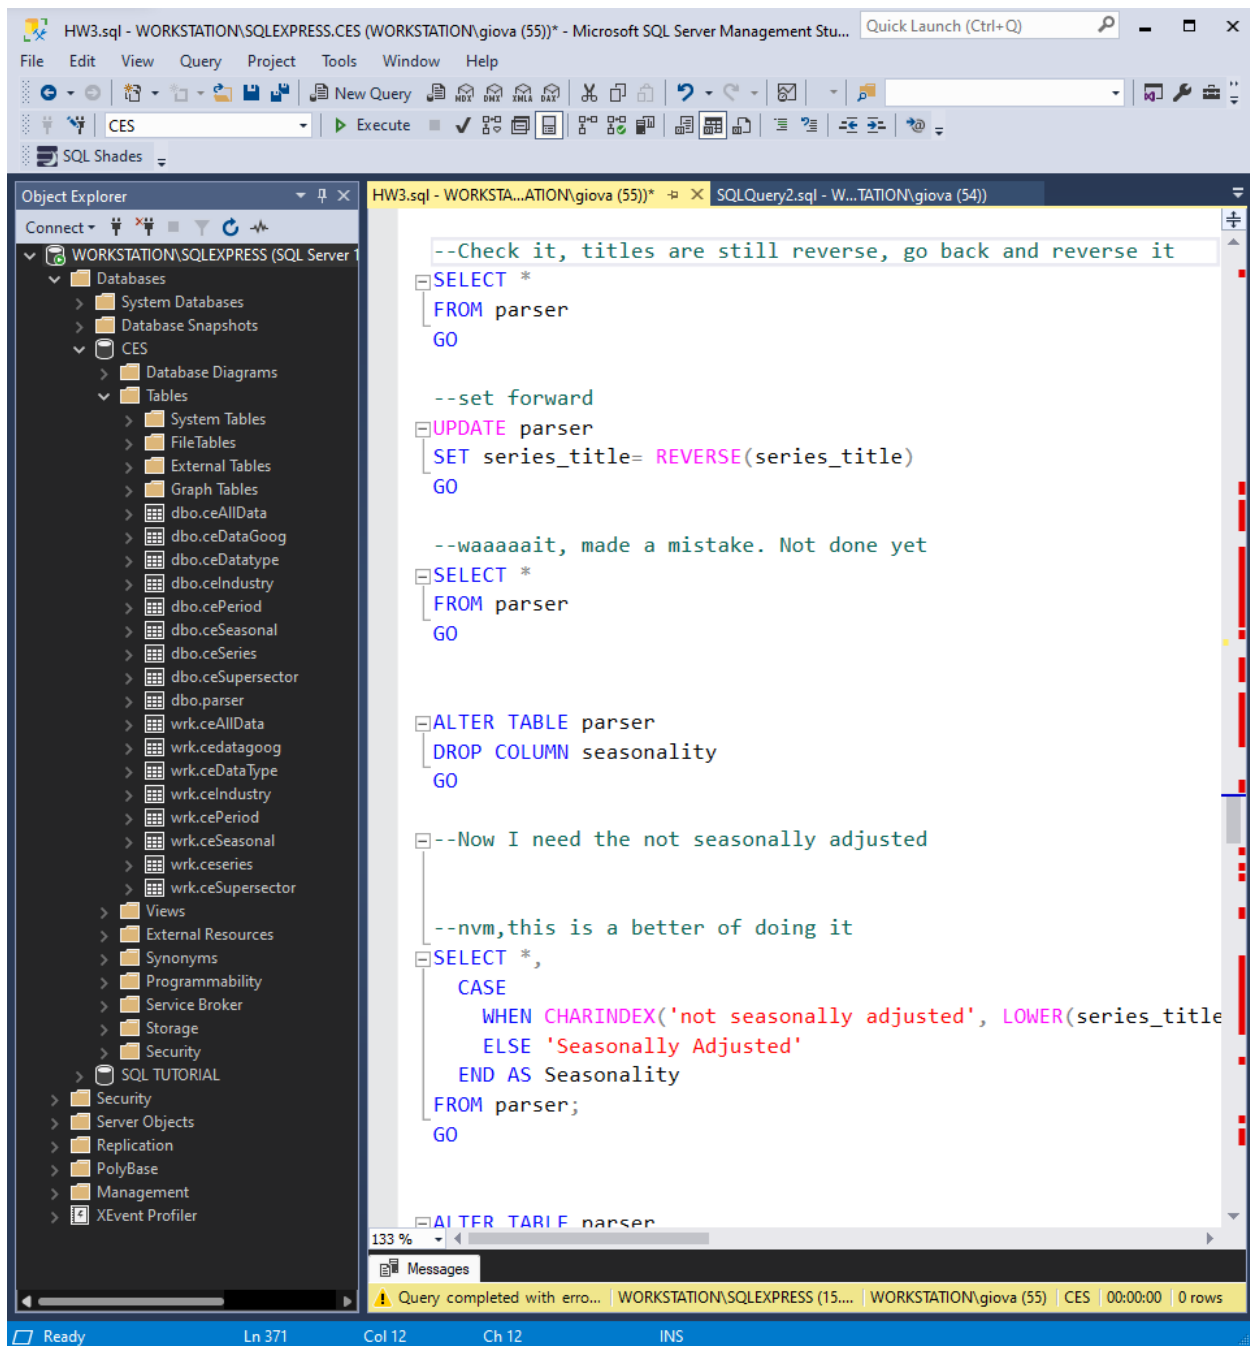 HW3.sql - WORKSTATION\SQLEXPRESS.CES (WORKSTATION\giova (55))* - Microsoft SQL Server Management Stu...
Quick Launch (Ctrl+Q)
File Edit View Query Project Tools Window Help
New Query MDX DMX XMLA DAX
CES Execute
SQL Shades
Object Explorer
Connect
WORKSTATION\SQLEXPRESS (SQL Server 1
Databases
System Databases
Database Snapshots
CES
Database Diagrams
Tables
System Tables
FileTables
External Tables
Graph Tables
dbo.ceAllData
dbo.ceDataGoog
dbo.ceDatatype
dbo.ceIndustry
dbo.cePeriod
dbo.ceSeasonal
dbo.ceSeries
dbo.ceSupersector
dbo.parser
wrk.ceAllData
wrk.cedatagoog
wrk.ceDataType
wrk.ceIndustry
wrk.cePeriod
wrk.ceSeasonal
wrk.ceseries
wrk.ceSupersector
Views
External Resources
Synonyms
Programmability
Service Broker
Storage
Security
SQL TUTORIAL
Security
Server Objects
Replication
PolyBase
Management
XEvent Profiler
HW3.sql - WORKSTA...ATION\giova (55))* SQLQuery2.sql - W...TATION\giova (54))
--Check it, titles are still reverse, go back and reverse it
SELECT *
FROM parser
GO
--set forward
UPDATE parser
SET series_title= REVERSE(series_title)
GO
--waaaaait, made a mistake. Not done yet
SELECT *
FROM parser
GO
ALTER TABLE parser
DROP COLUMN seasonality
GO
--Now I need the not seasonally adjusted
--nvm,this is a better of doing it
SELECT *,
CASE
WHEN CHARINDEX('not seasonally adjusted', LOWER(series_title
ELSE 'Seasonally Adjusted'
END AS Seasonality
FROM parser;
GO
ALTER TABLE parser
133 %
Messages
Query completed with erro... WORKSTATION\SQLEXPRESS (15.... WORKSTATION\giova (55) CES 00:00:00 0 rows
Ready Ln 371 Col 12 Ch 12 INS